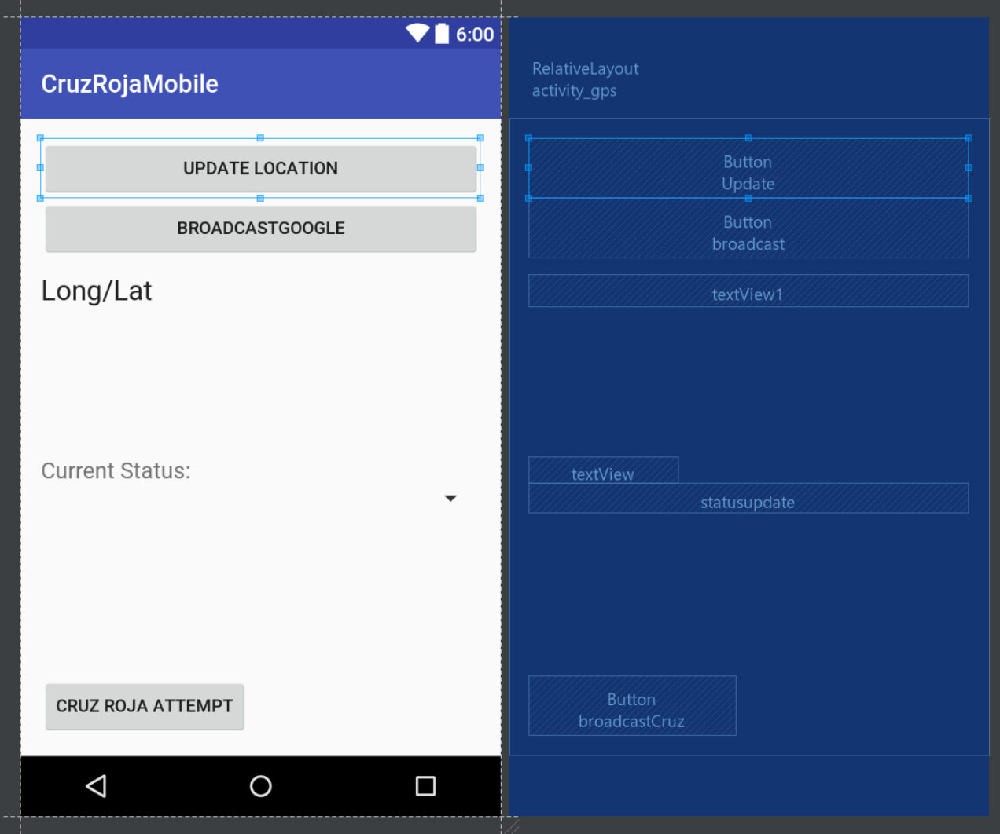 6:00
CruzRojaMobile
UPDATE LOCATION
BROADCASTGOOGLE
Long/Lat
Current Status:
CRUZ ROJA ATTEMPT
RelativeLayout
activity_gps
Button
Update
Button
broadcast
textView1
textView
statusupdate
Button
broadcastCruz